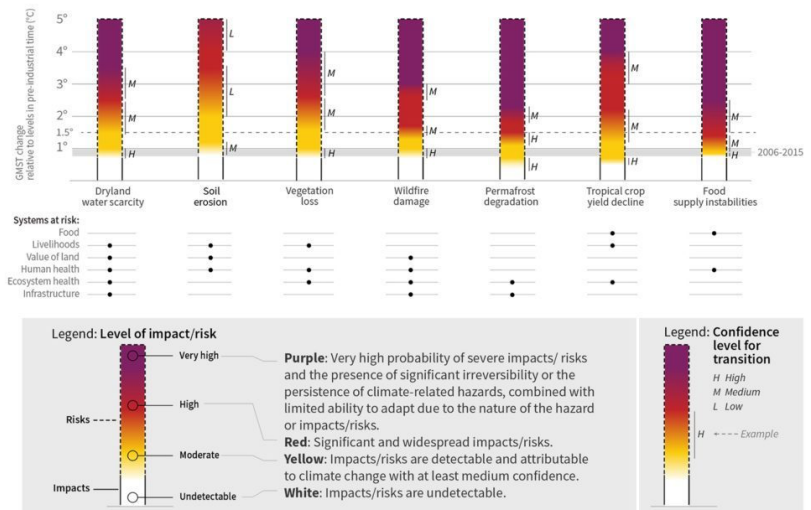 GMST change
relative to levels in pre-industrial time (°C)
5°
4°
3°
2°
1.5°
1°
M
M
H
L
L
M
M
M
H
M
M
H
M
H
H
M
M
H
M
M
H
2006-2015
Dryland
water scarcity
Soil
erosion
Vegetation
loss
Wildfire
damage
Permafrost
degradation
Tropical crop
yield decline
Food
supply instabilities
Systems at risk:
Food
Livelihoods
Value of land
Human health
Ecosystem health
Infrastructure
Legend: Level of impact/risk
Risks
Impacts
Very high
High
Moderate
Undetectable
Purple: Very high probability of severe impacts/ risks
and the presence of significant irreversibility or the
persistence of climate-related hazards, combined with
limited ability to adapt due to the nature of the hazard
or impacts/risks.
Red: Significant and widespread impacts/risks.
Yellow: Impacts/risks are detectable and attributable
to climate change with at least medium confidence.
White: Impacts/risks are undetectable.
Legend: Confidence
level for
transition
H High
M Medium
L Low
H
Example